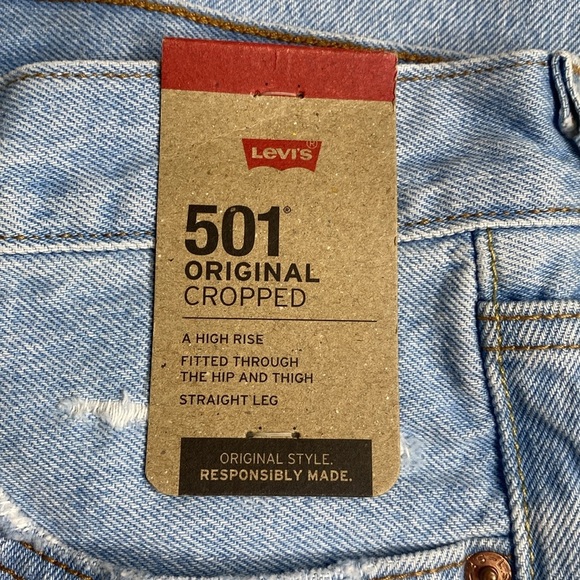 Levi's®
501®
ORIGINAL
CROPPED
A HIGH RISE
FITTED THROUGH
THE HIP AND THIGH
STRAIGHT LEG
ORIGINAL STYLE.
RESPONSIBLY MADE.